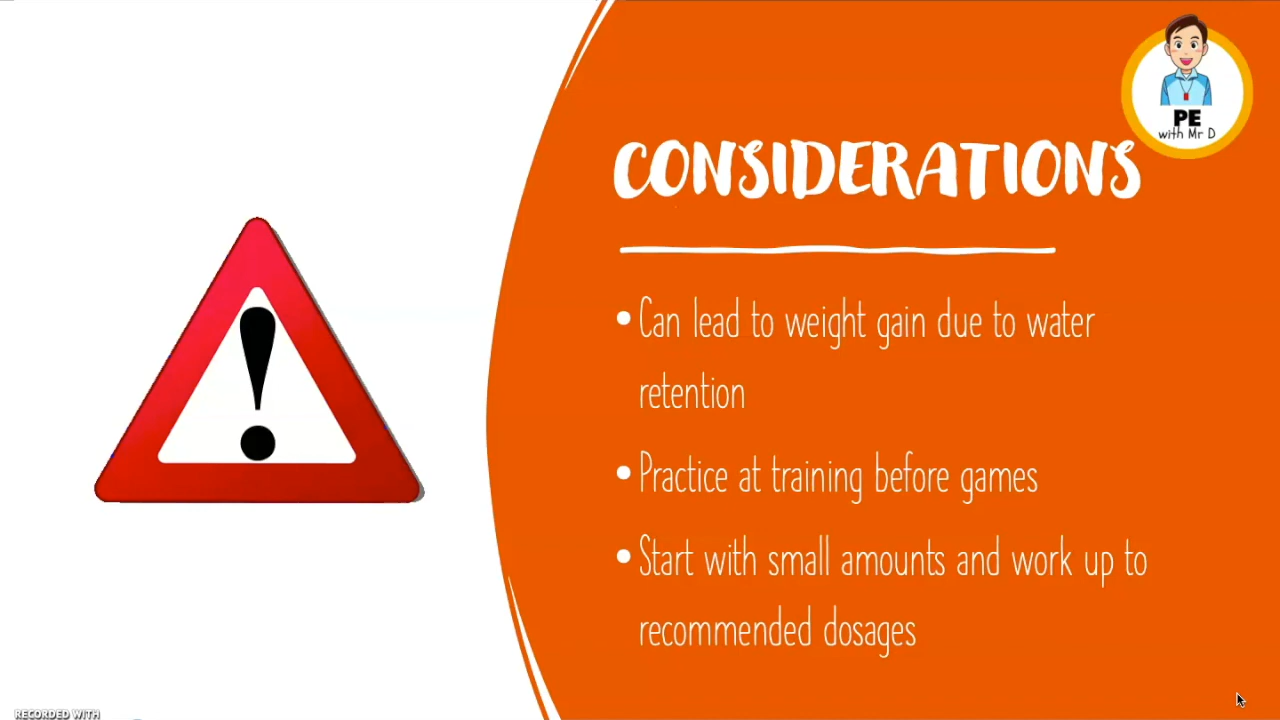 PE
with Mr D
CONSIDERATIONS
• Can lead to weight gain due to water
retention
• Practice at training before games
• Start with small amounts and work up to
recommended dosages
RECORDED WITH